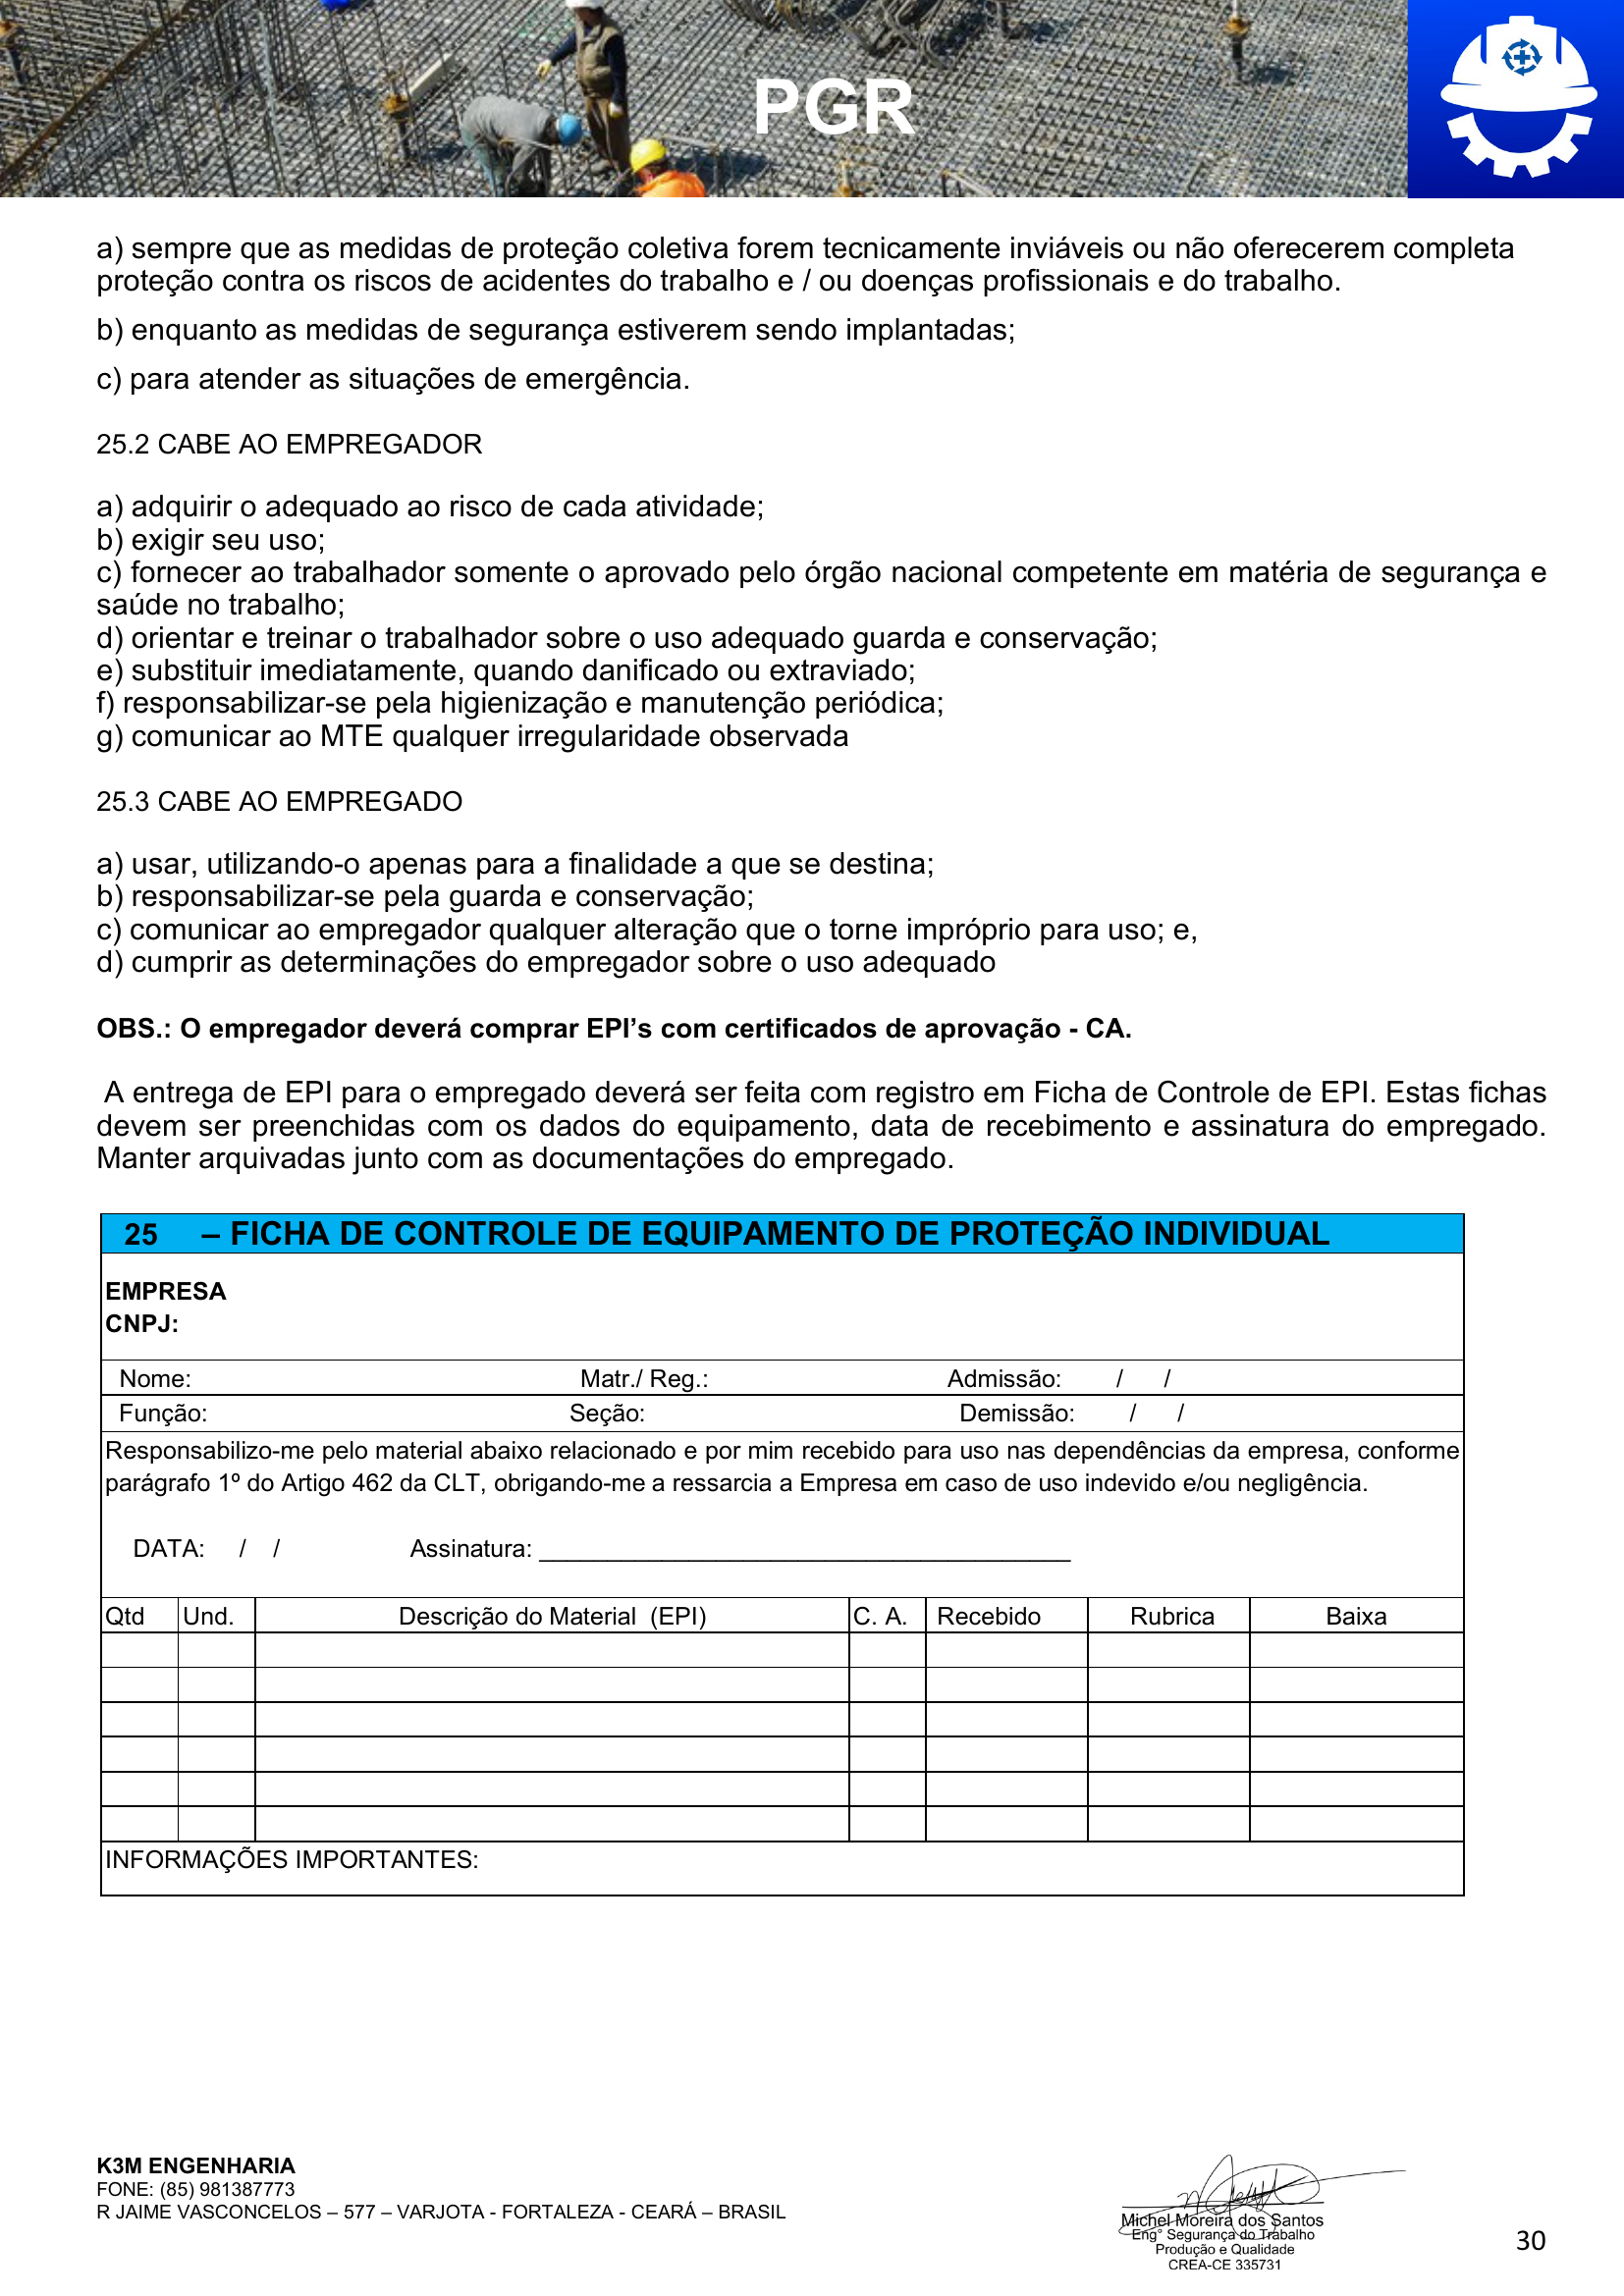 PGR
a) sempre que as medidas de proteção coletiva forem tecnicamente inviáveis ou não oferecerem completa
proteção contra os riscos de acidentes do trabalho e / ou doenças profissionais e do trabalho.
b) enquanto as medidas de segurança estiverem sendo implantadas;
c) para atender as situações de emergência.
25.2 CABE AO EMPREGADOR
a) adquirir o adequado ao risco de cada atividade;
b) exigir seu uso;
c) fornecer ao trabalhador somente o aprovado pelo órgão nacional competente em matéria de segurança e
saúde no trabalho;
d) orientar e treinar o trabalhador sobre o uso adequado guarda e conservação;
e) substituir imediatamente, quando danificado ou extraviado;
f) responsabilizar-se pela higienização e manutenção periódica;
g) comunicar ao MTE qualquer irregularidade observada
25.3 CABE AO EMPREGADO
a) usar, utilizando-o apenas para a finalidade a que se destina;
b) responsabilizar-se pela guarda e conservação;
c) comunicar ao empregador qualquer alteração que o torne impróprio para uso; e,
d) cumprir as determinações do empregador sobre o uso adequado
OBS.: O empregador deverá comprar EPI’s com certificados de aprovação - CA.
A entrega de EPI para o empregado deverá ser feita com registro em Ficha de Controle de EPI. Estas fichas
devem ser preenchidas com os dados do equipamento, data de recebimento e assinatura do empregado.
Manter arquivadas junto com as documentações do empregado.
25 – FICHA DE CONTROLE DE EQUIPAMENTO DE PROTEÇÃO INDIVIDUAL
EMPRESA
CNPJ:
Nome: Matr./ Reg.: Admissão: / /
Função: Seção: Demissão: / /
Responsabilizo-me pelo material abaixo relacionado e por mim recebido para uso nas dependências da empresa, conforme
parágrafo 1º do Artigo 462 da CLT, obrigando-me a ressarcia a Empresa em caso de uso indevido e/ou negligência.
DATA: / / Assinatura: ______________________________________
Qtd Und. Descrição do Material (EPI) C. A. Recebido Rubrica Baixa
INFORMAÇÕES IMPORTANTES:
K3M ENGENHARIA
FONE: (85) 981387773
R JAIME VASCONCELOS – 577 – VARJOTA - FORTALEZA - CEARÁ – BRASIL
Michel Moreira dos Santos
Eng° Segurança do Trabalho
Produção e Qualidade
CREA-CE 335731
30